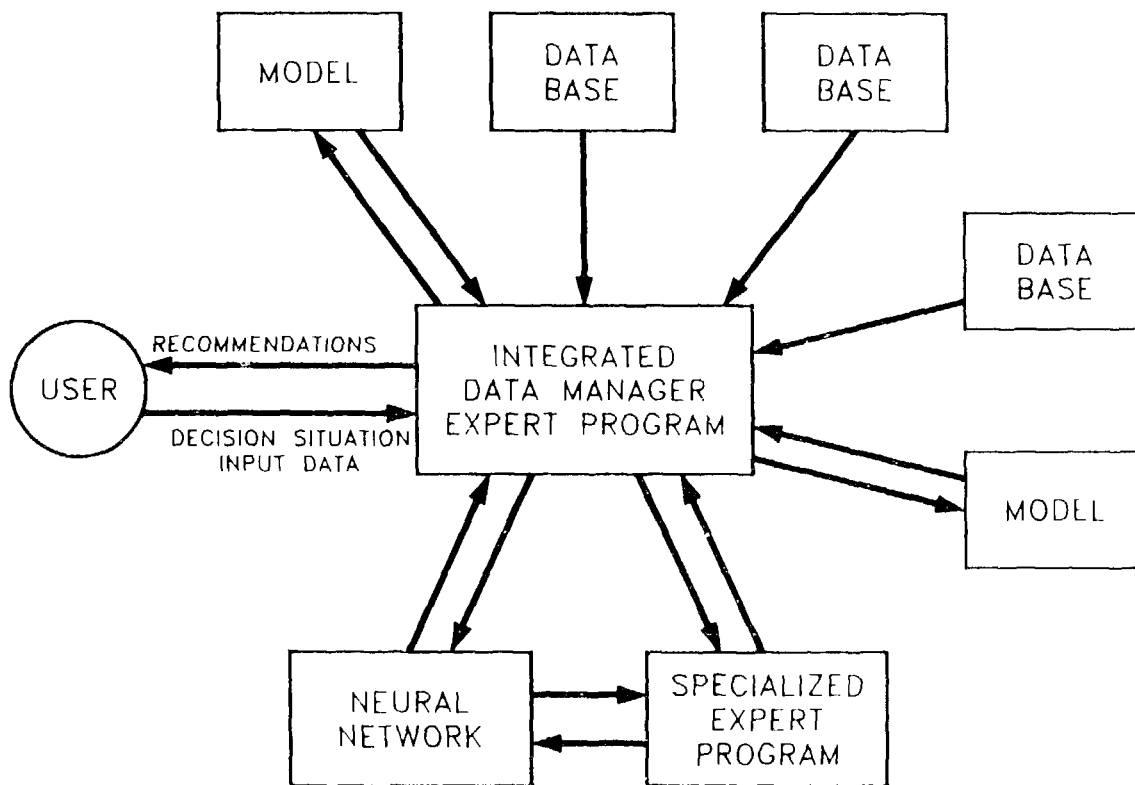 MODEL
DATA
BASE
DATA
BASE
DATA
BASE
RECOMMENDATIONS
USER
INTEGRATED
DATA MANAGER
EXPERT PROGRAM
DECISION SITUATION
INPUT DATA
MODEL
NEURAL
NETWORK
SPECIALIZED
EXPERT
PROGRAM